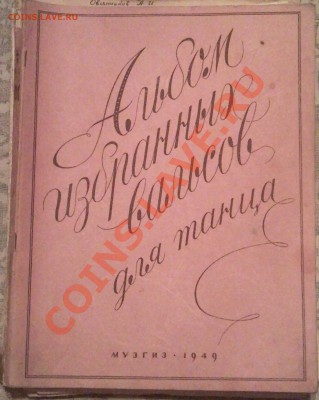 COINS.LAVE.RU
Альбом
избранных
вальсов
для танца
МУЗГИЗ · 1949
COINS.LAVE.RU